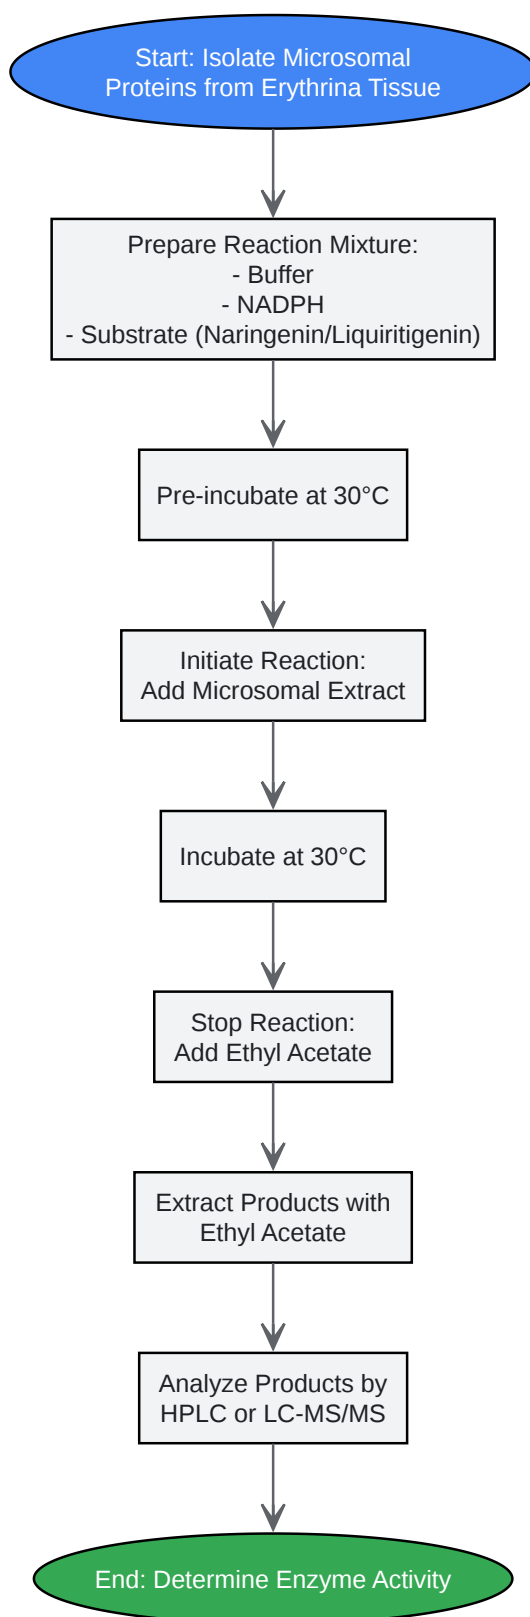 Start: Isolate Microsomal
Proteins from Erythrina Tissue
Prepare Reaction Mixture:
- Buffer
- NADPH
- Substrate (Naringenin/Liquiritigenin)
Pre-incubate at 30°C
Initiate Reaction:
Add Microsomal Extract
Incubate at 30°C
Stop Reaction:
Add Ethyl Acetate
Extract Products with
Ethyl Acetate
Analyze Products by
HPLC or LC-MS/MS
End: Determine Enzyme Activity